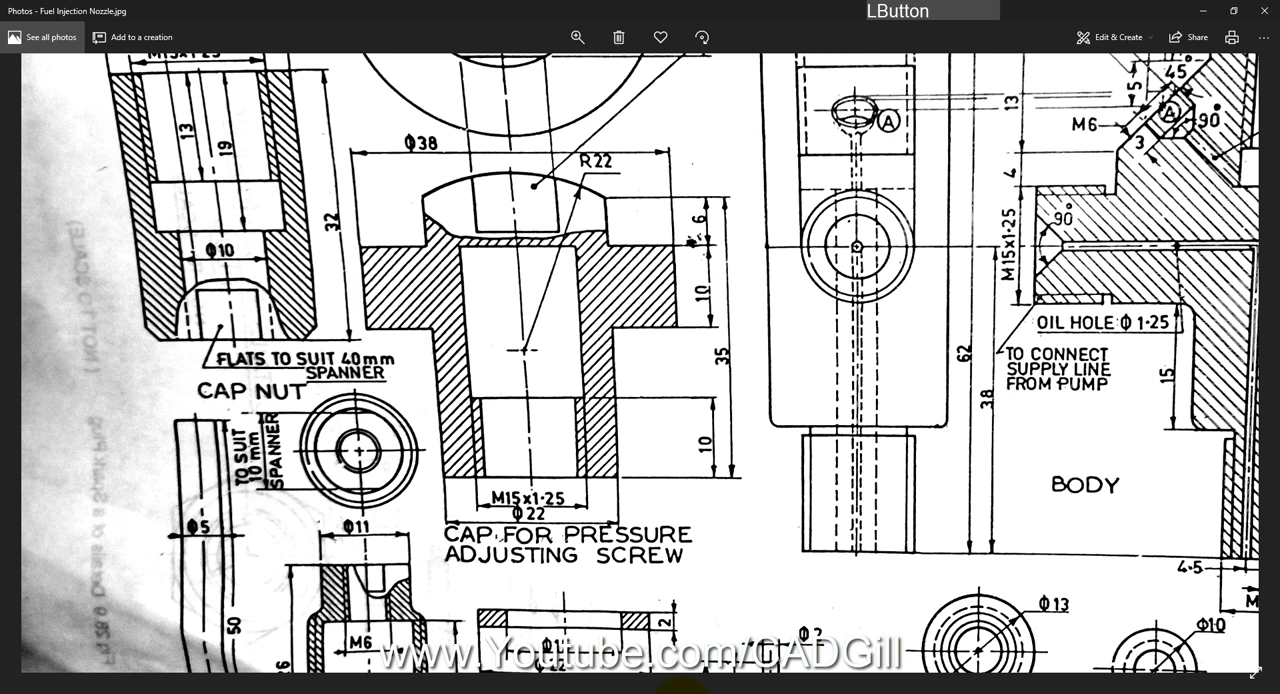 Photos - Fuel Injection Nozzle.jpg
LButton
See all photos
Add to a creation
Edit & Create
Share
13
19
32
Φ10
FLATS TO SUIT 40mm
SPANNER
CAP NUT
TO SUIT
10 mm
SPANNER
Φ5
50
Φ11
M6
Φ38
R22
6
10
35
10
M15x1·25
Φ22
CAP FOR PRESSURE
ADJUSTING SCREW
2
A
62
38
13
4
M15x1·25
5
45°
M6
A
90°
3
90°
OIL HOLE Φ 1·25
TO CONNECT
SUPPLY LINE
FROM PUMP
15
BODY
4·5
M
Φ13
Φ10
www.Youtube.com/CADGill